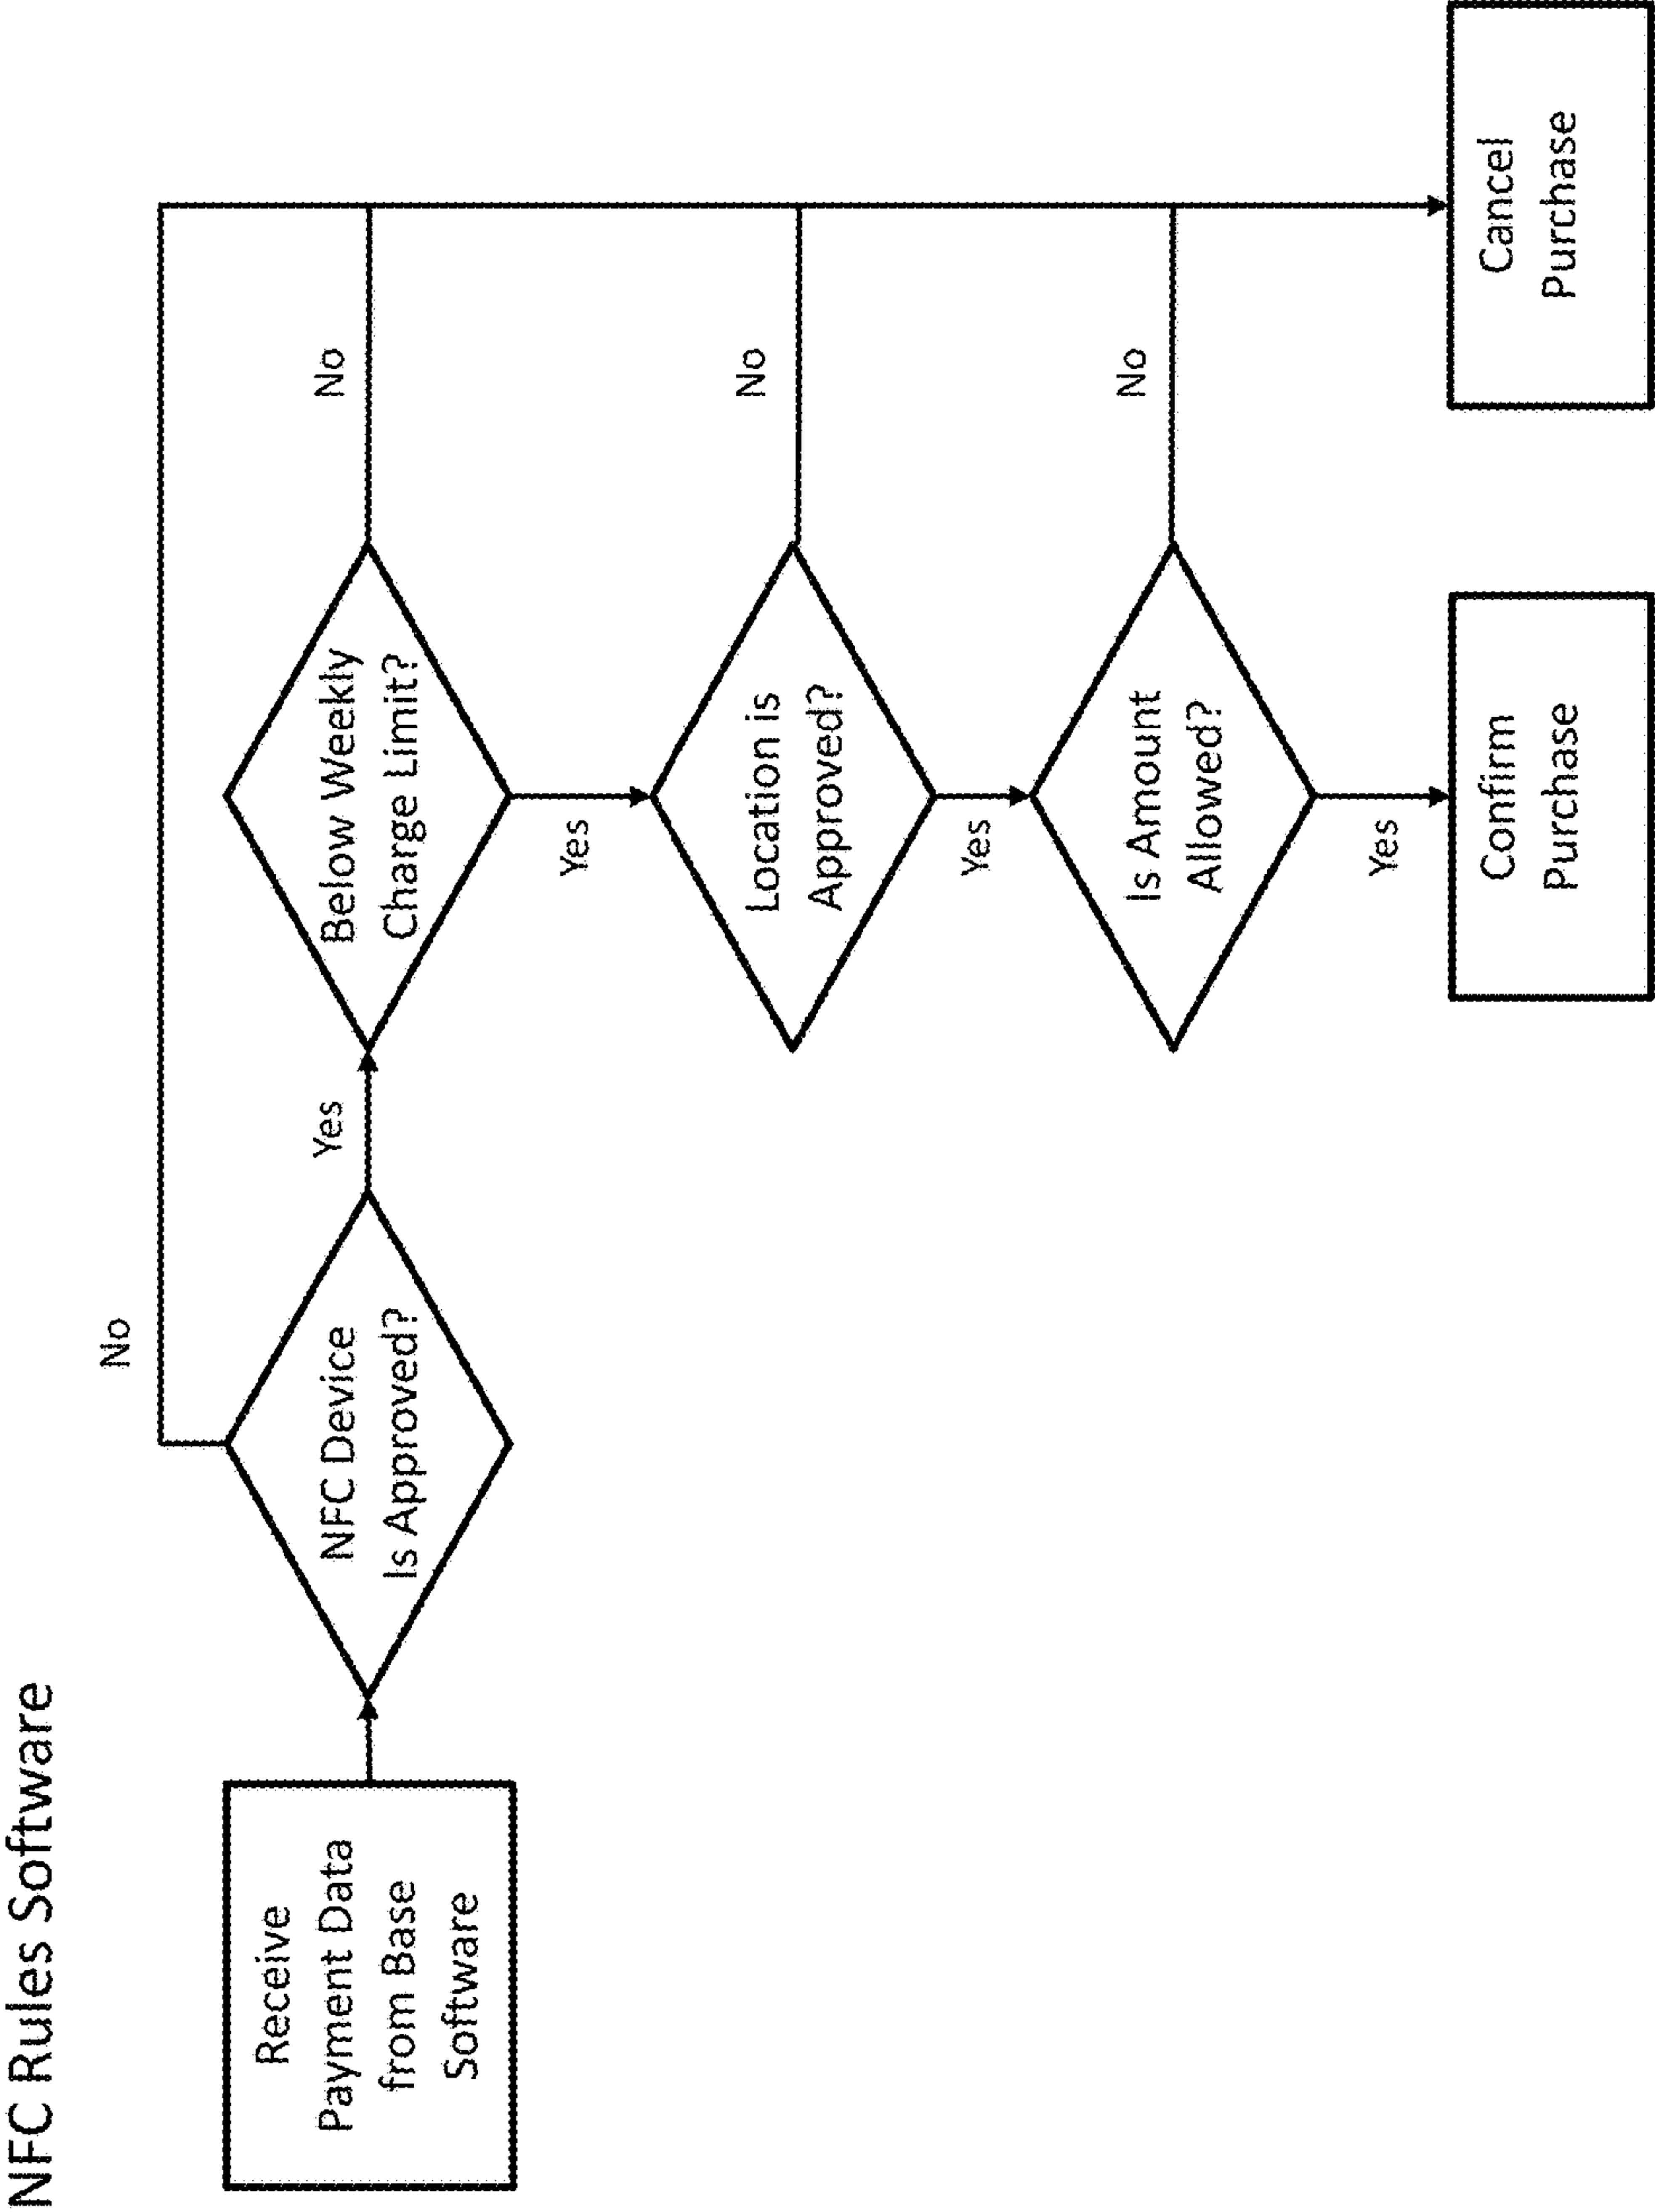 NFC Rules Software
No
Receive
Payment Data
from Base
Software
NFC Device
Is Approved?
Yes
Below Weekly
Charge Limit?
No
Yes
Location is
Approved?
No
Yes
Is Amount
Allowed?
No
Yes
Confirm
Purchase
Cancel
Purchase